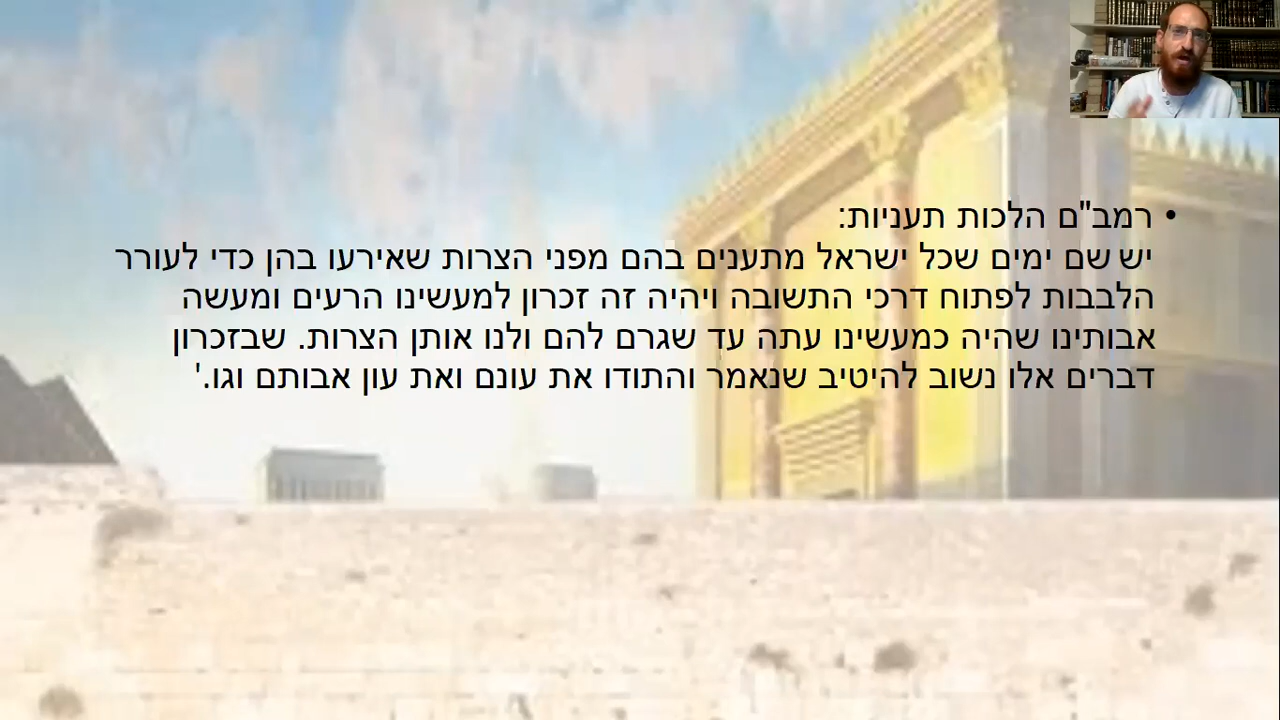 • רמב"ם הלכות תעניות:
יש שם ימים שכל ישראל מתענים בהם מפני הצרות שאירעו בהן כדי לעורר
הלבבות לפתוח דרכי התשובה ויהיה זה זכרון למעשינו הרעים ומעשה
אבותינו שהיה כמעשינו עתה עד שגרם להם ולנו אותן הצרות. שבזכרון
דברים אלו נשוב להיטיב שנאמר והתודו את עונם ואת עון אבותם וגו.'